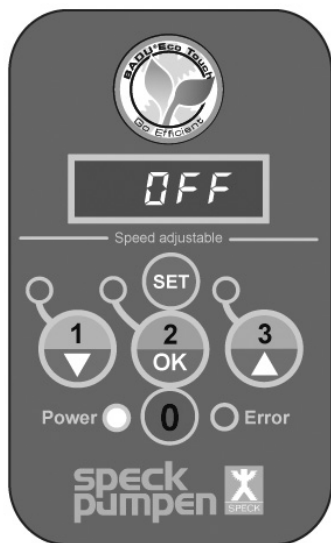 BADU®Eco Touch
Go Efficient
OFF
Speed adjustable
SET
1 2 3
OK
Power 0 Error
speck
pumpen
SPECK